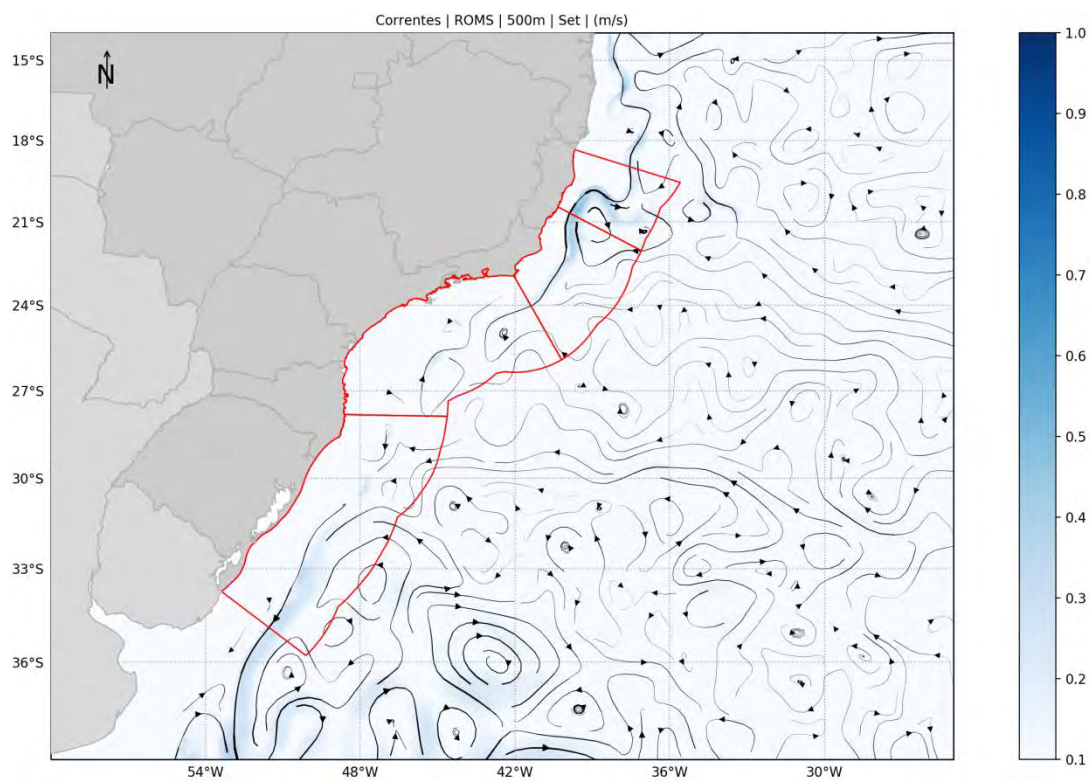 Correntes | ROMS | 500m | Set | (m/s)
N
15°S
18°S
21°S
24°S
27°S
30°S
33°S
36°S
54°W
48°W
42°W
36°W
30°W
1.0
0.9
0.8
0.7
0.6
0.5
0.4
0.3
0.2
0.1